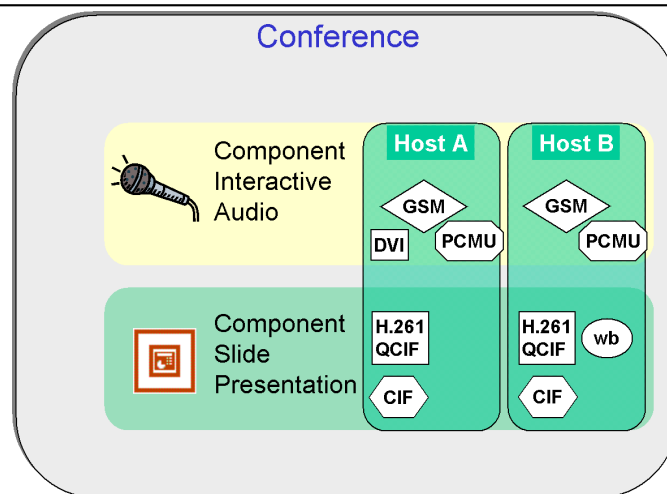 Conference
Host A
Host B
Component
Interactive
Audio
GSM
DVI
PCMU
GSM
PCMU
Component
Slide
Presentation
H.261
QCIF
CIF
H.261
QCIF
wb
CIF